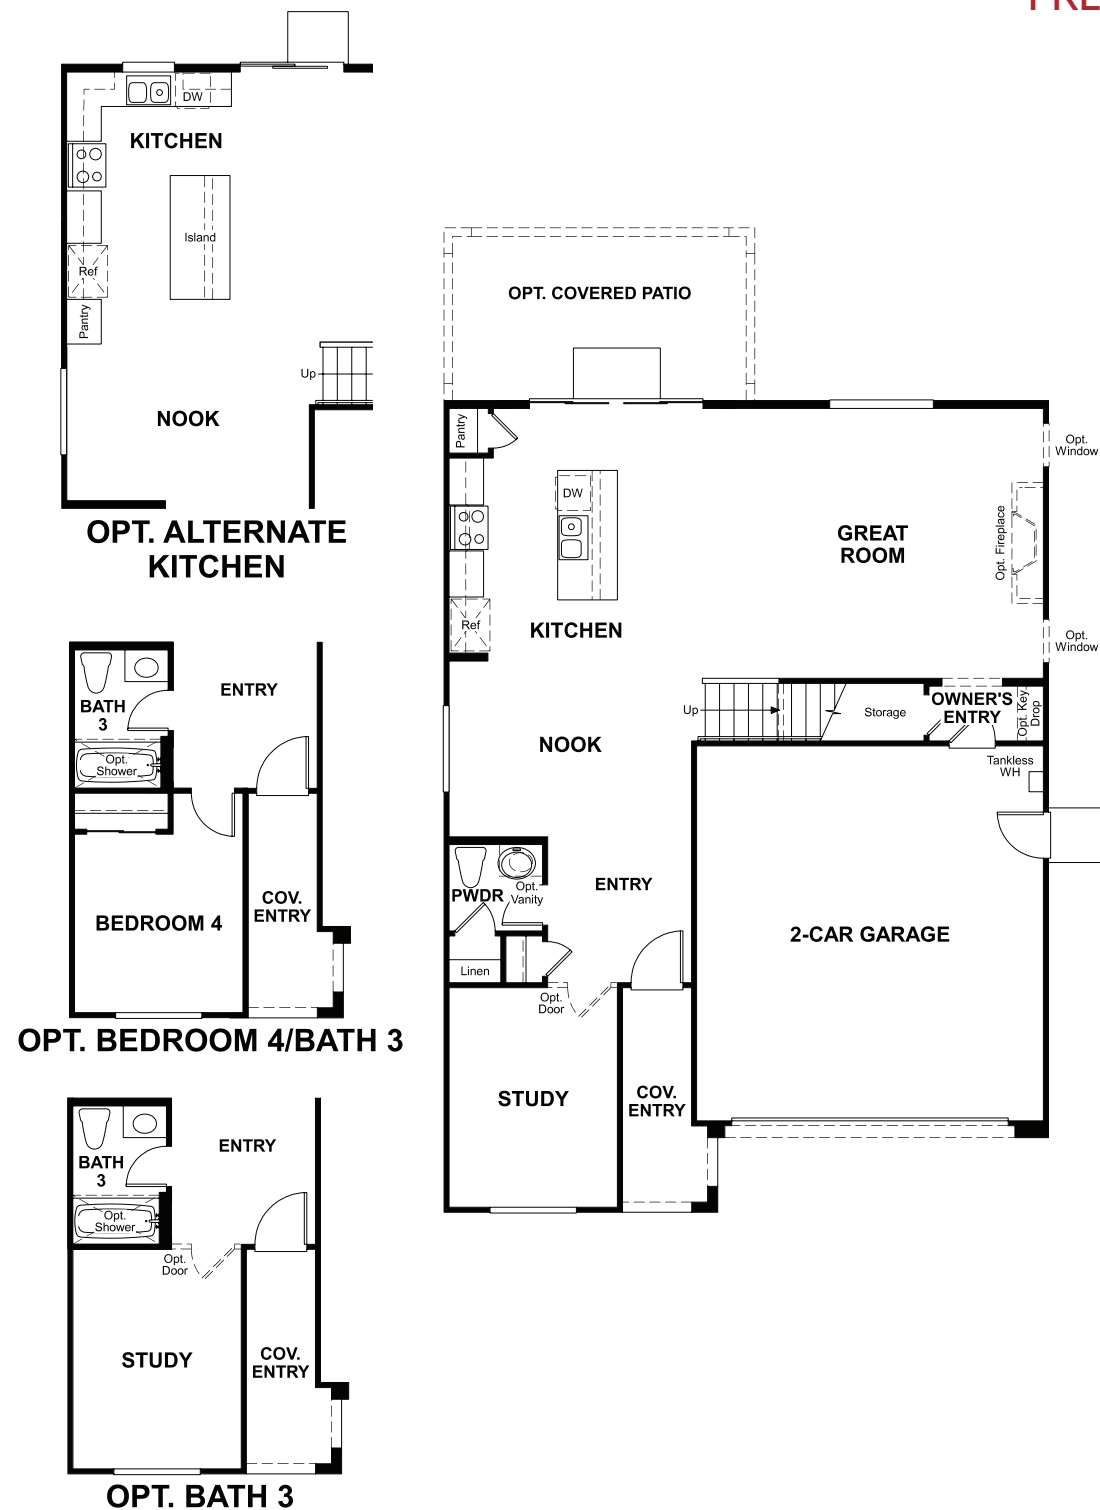 PRE
DW
KITCHEN
Island
Ref
Pantry
Up
NOOK
OPT. ALTERNATE
KITCHEN
OPT. COVERED PATIO
Pantry
Opt.
Window
DW
GREAT
ROOM
Opt. Fireplace
Ref
KITCHEN
Opt.
Window
Up
Storage
OWNER'S
ENTRY
Opt. Key
Drop
NOOK
Tankless
WH
PWDR
Opt.
Vanity
ENTRY
2-CAR GARAGE
Linen
Opt.
Door
STUDY
COV.
ENTRY
BATH
3
ENTRY
Opt.
Shower
BEDROOM 4
COV.
ENTRY
OPT. BEDROOM 4/BATH 3
BATH
3
ENTRY
Opt.
Shower
Opt.
Door
STUDY
COV.
ENTRY
OPT. BATH 3